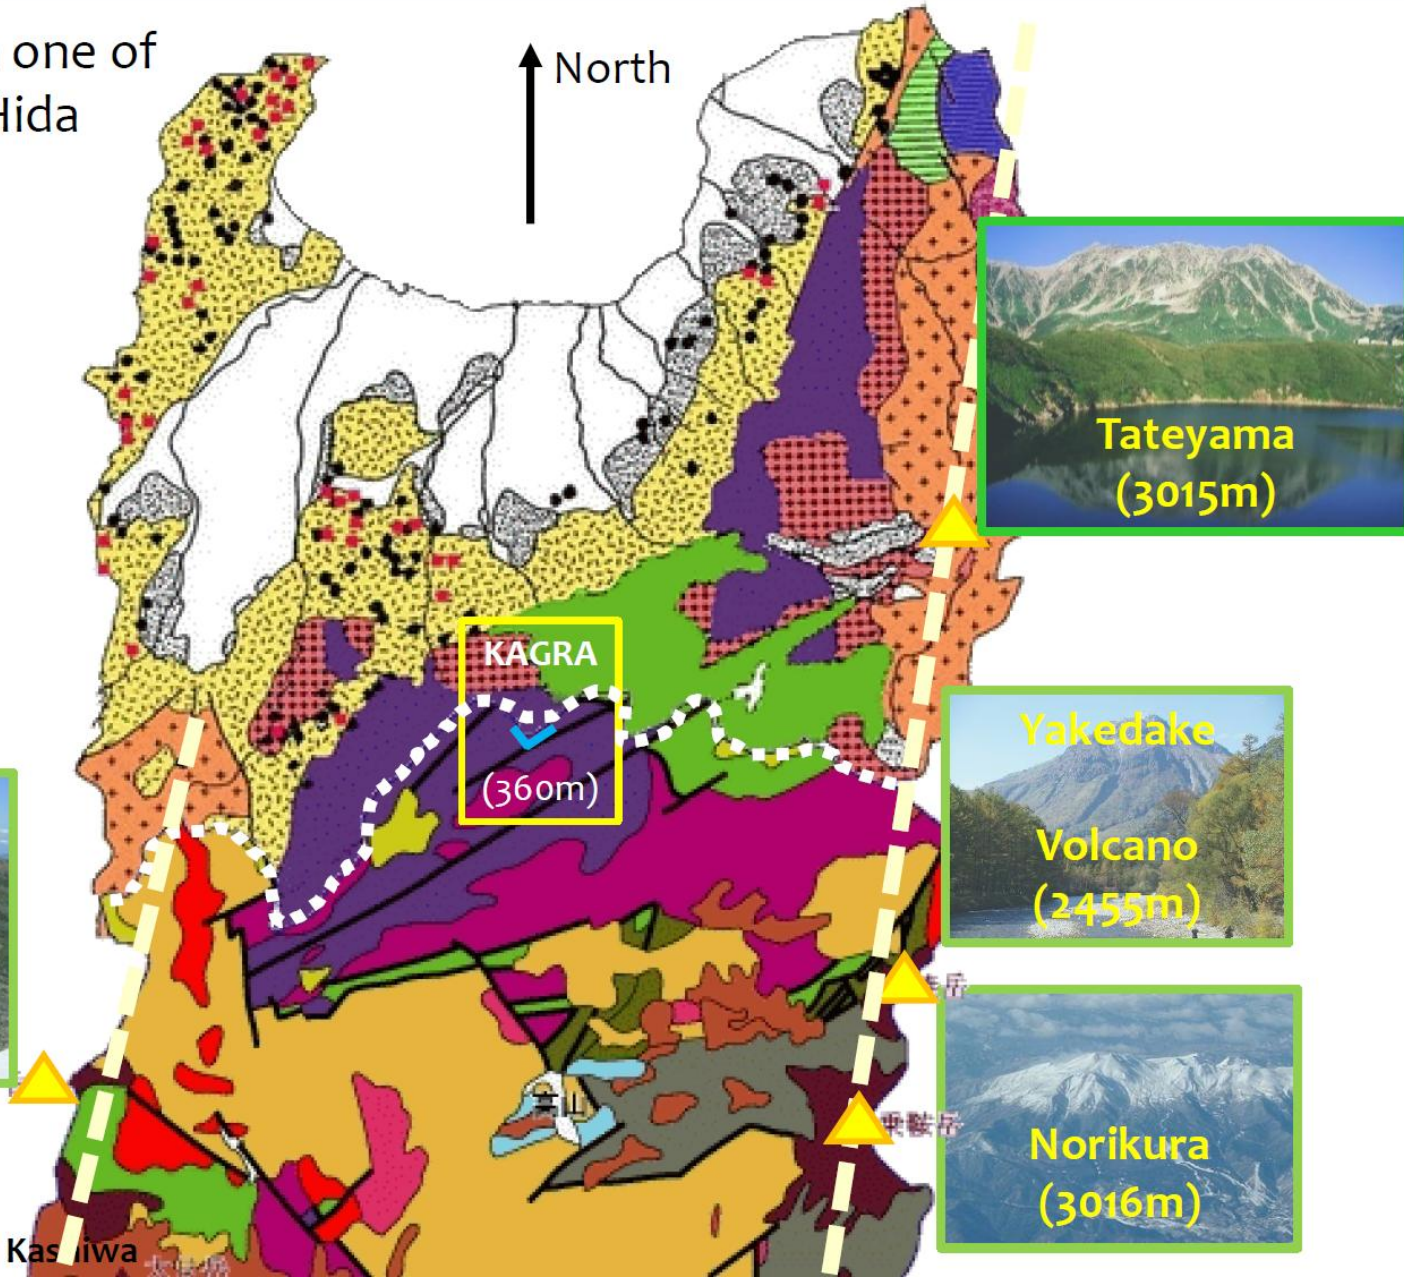 one of
Hida
North
Tateyama
(3015m)
KAGRA
(360m)
Yakedake
Volcano
(2455m)
岳
高山
乗鞍岳
Norikura
(3016m)
Kashiwa